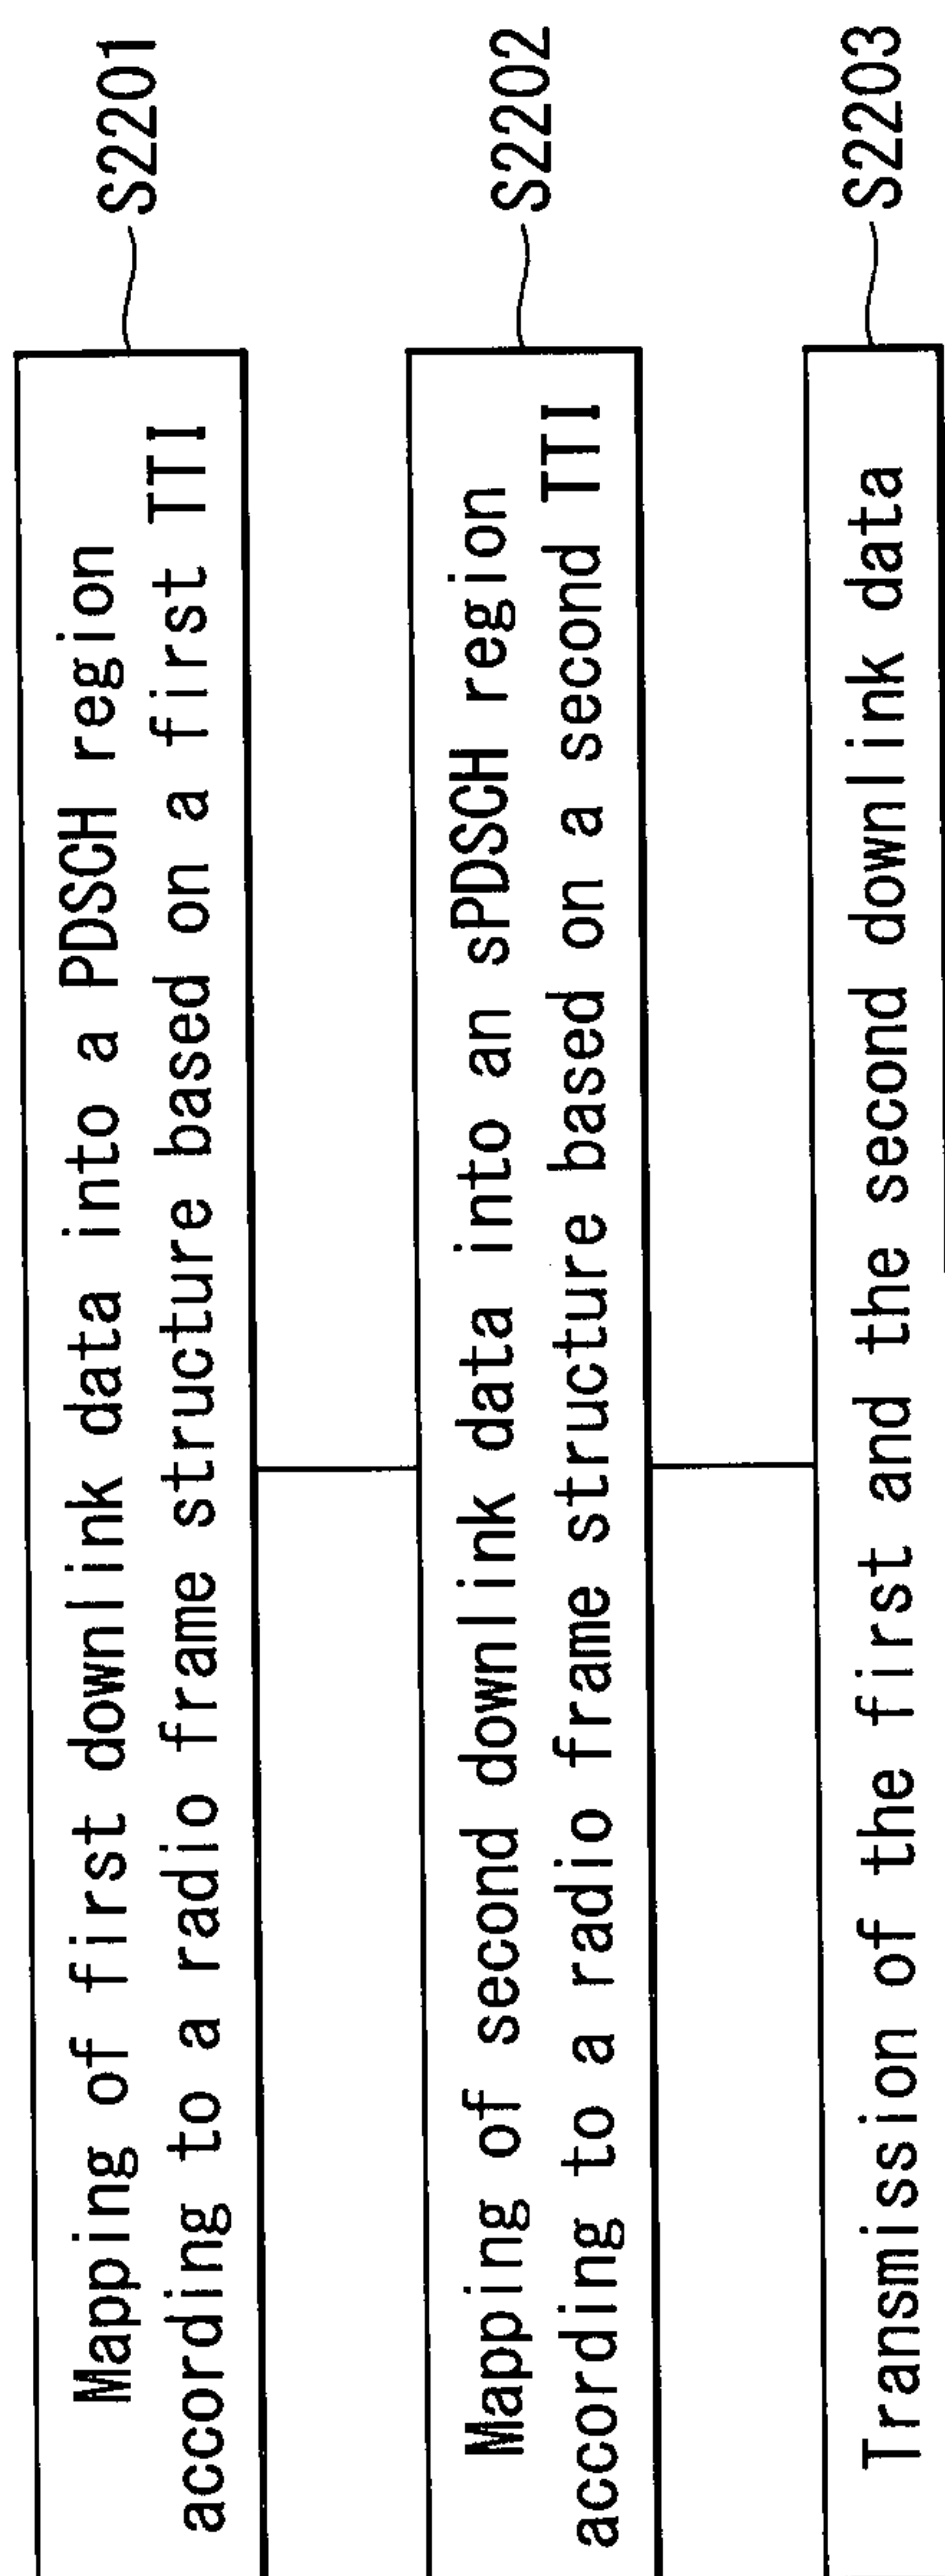 Mapping of first downlink data into a PDSCH region
according to a radio frame structure based on a first TTI
S2201
Mapping of second downlink data into an sPDSCH region
according to a radio frame structure based on a second TTI
S2202
Transmission of the first and the second downlink data
S2203